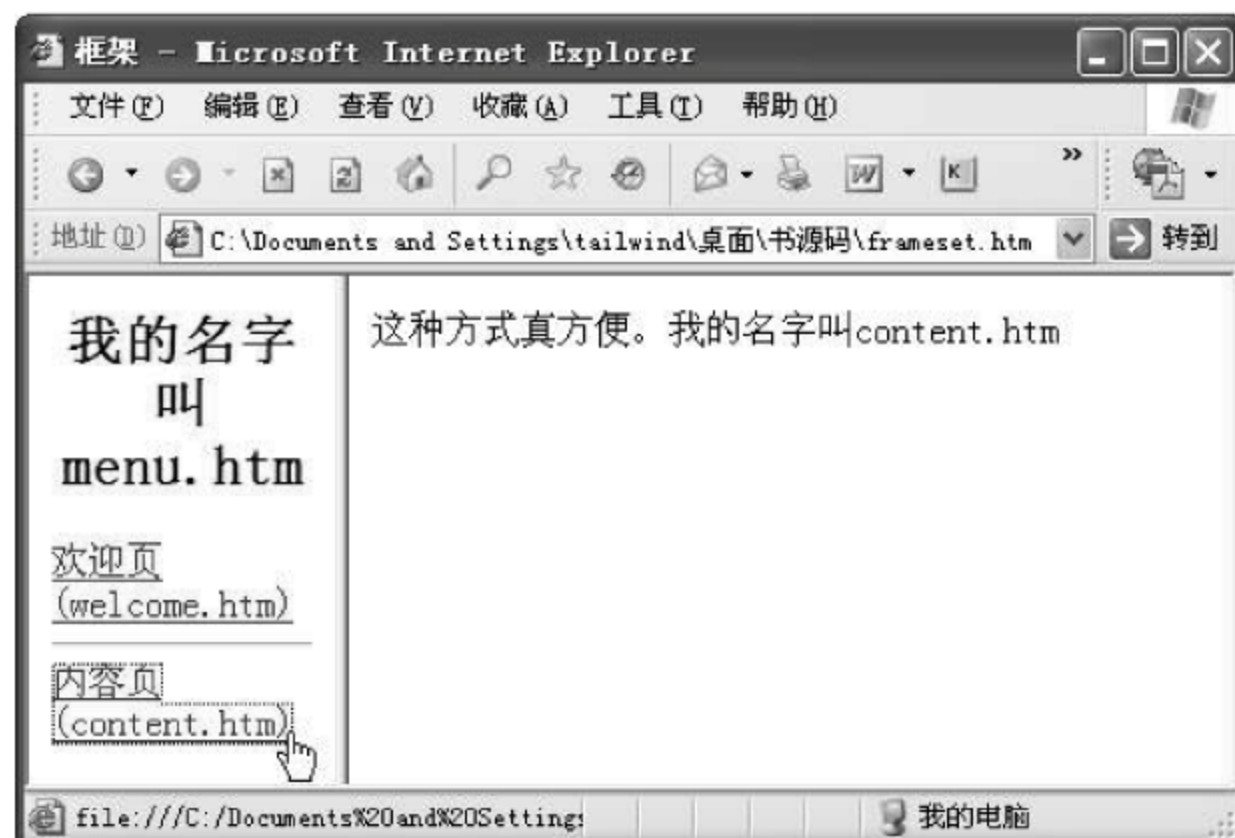 框架 - Microsoft Internet Explorer
文件(F) 编辑(E) 查看(V) 收藏(A) 工具(T) 帮助(H)
W K »
地址(D) C:\Documents and Settings\tailwind\桌面\书源码\frameset.htm 转到
我的名字
叫
menu.htm
欢迎页
(welcome.htm)
内容页
(content.htm)
这种方式真方便。我的名字叫content.htm
file:///C:/Documents%20and%20Settings 我的电脑